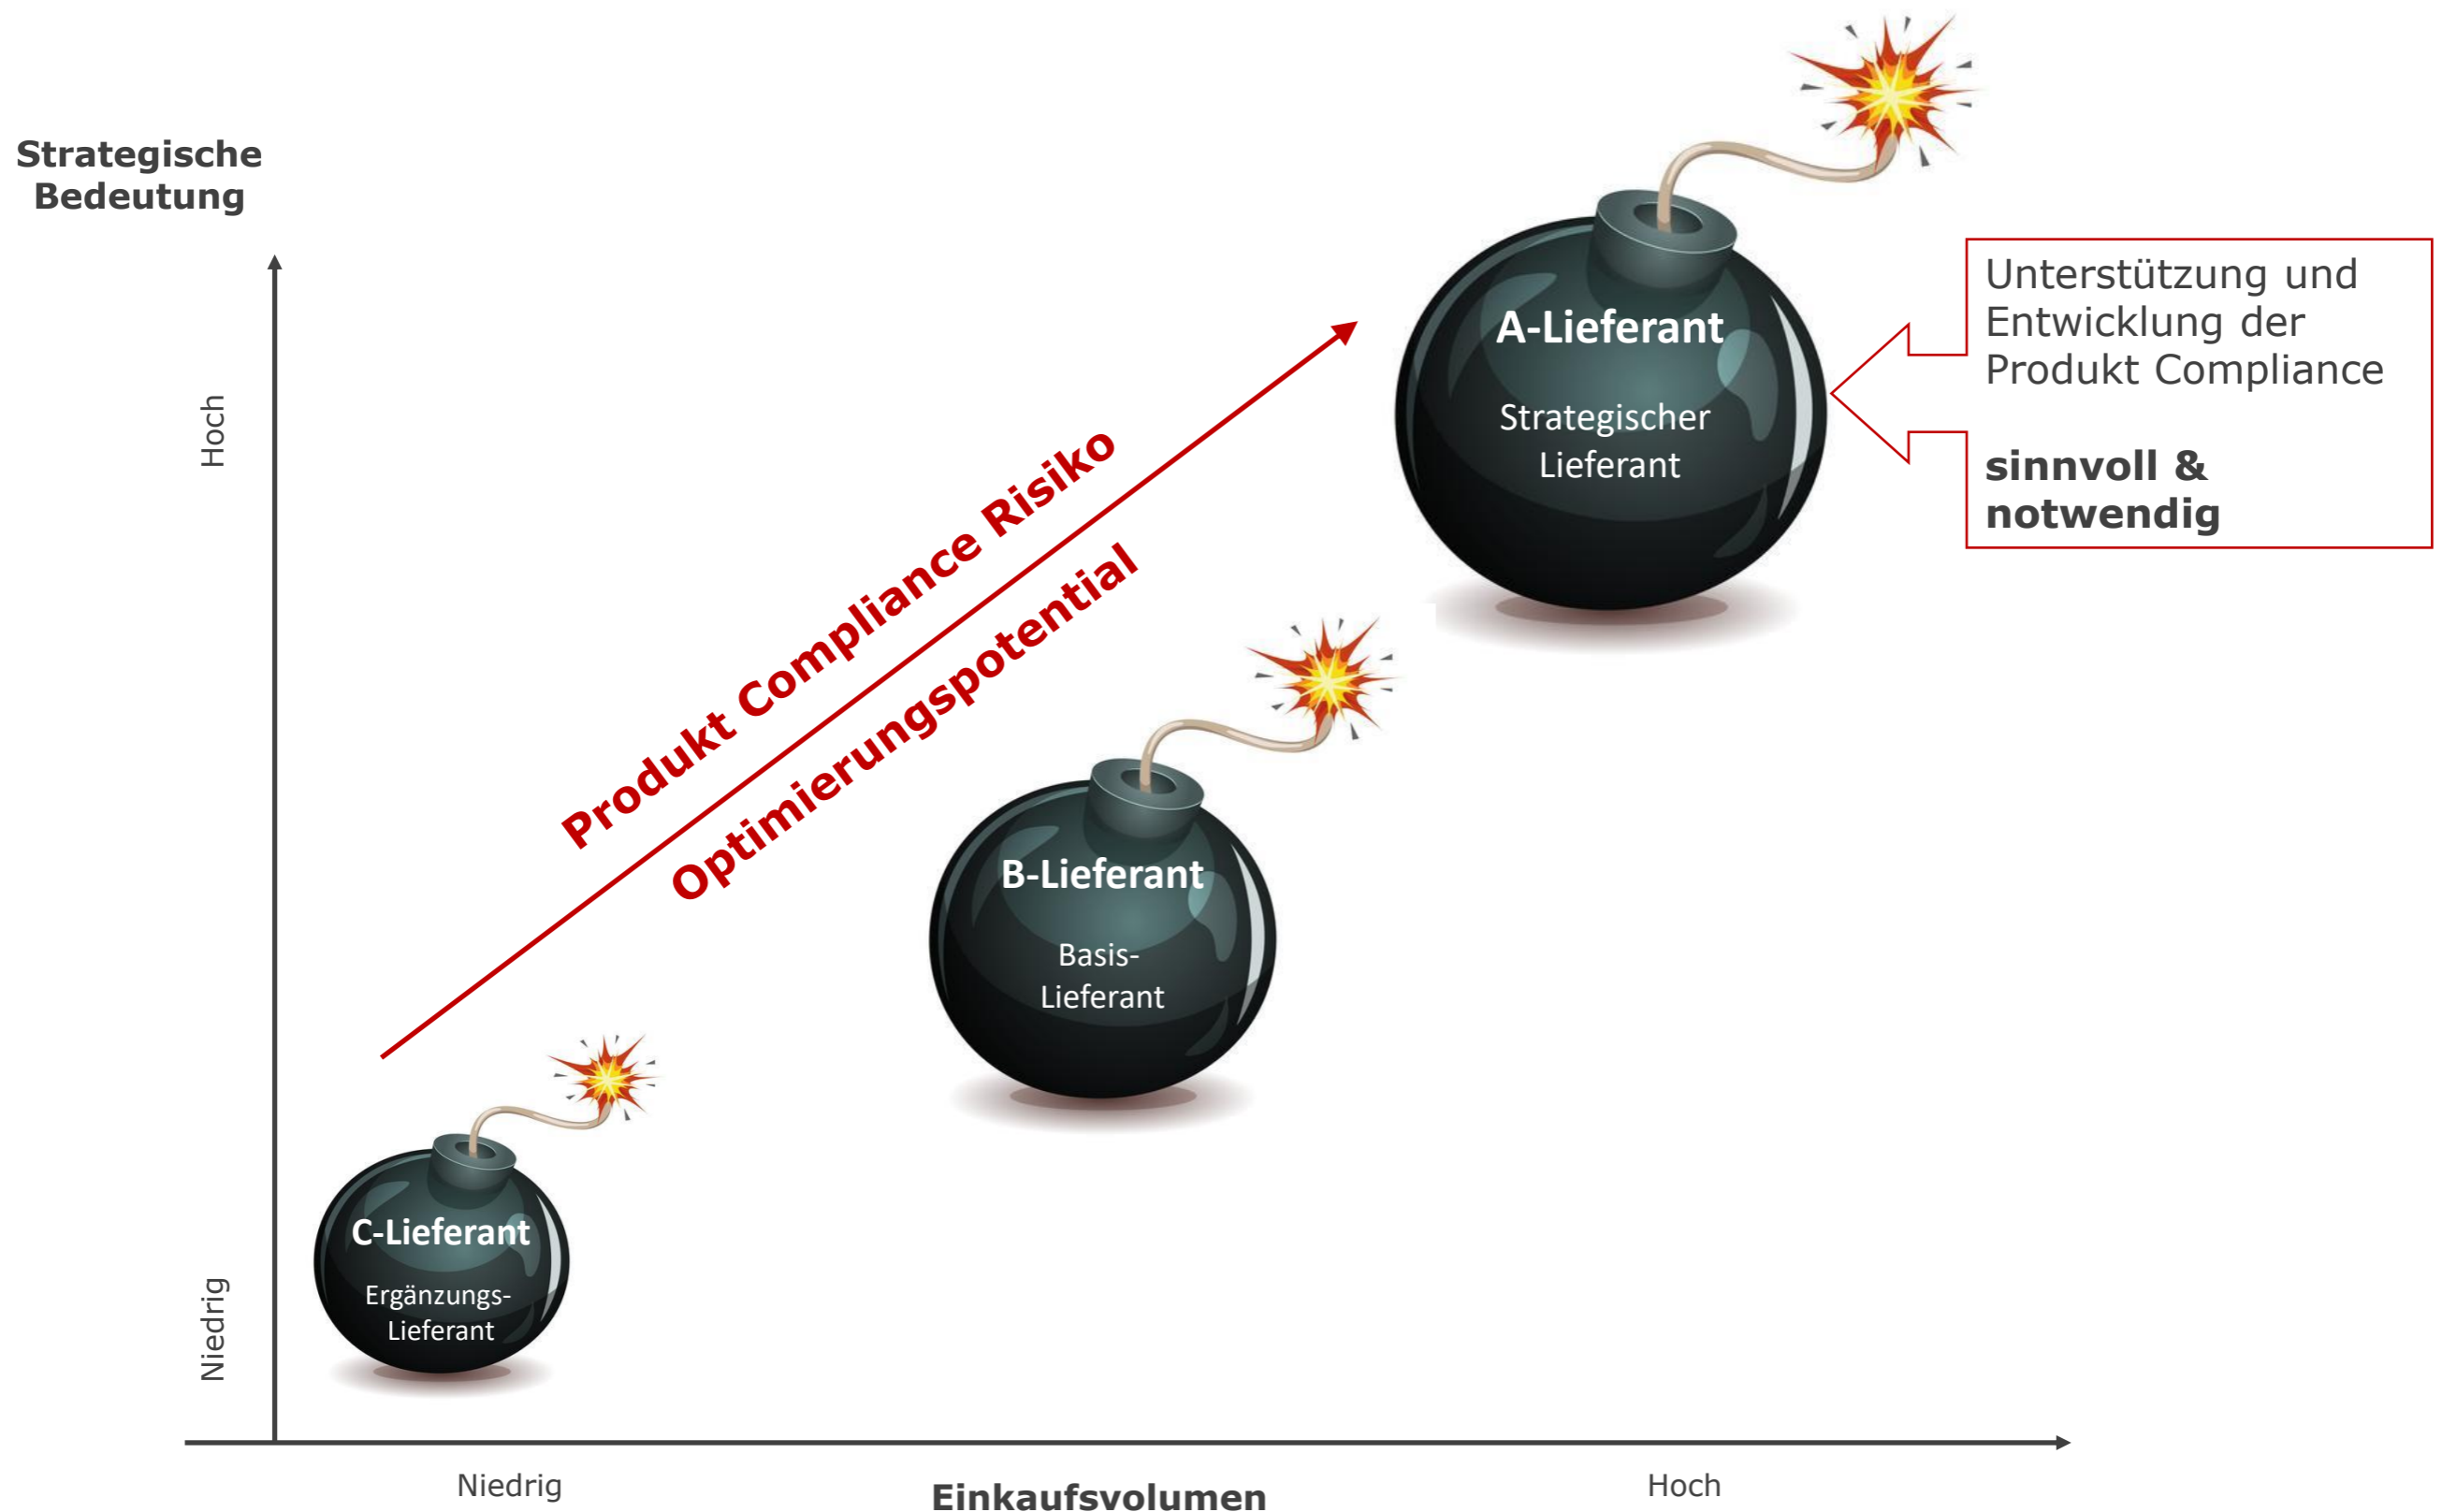 Strategische
Bedeutung
Hoch
Niedrig
Produkt Compliance Risiko
Optimierungspotential
A-Lieferant
Strategischer
Lieferant
Unterstützung und
Entwicklung der
Produkt Compliance
sinnvoll &
notwendig
B-Lieferant
Basis-
Lieferant
C-Lieferant
Ergänzungs-
Lieferant
Niedrig
Einkaufsvolumen
Hoch